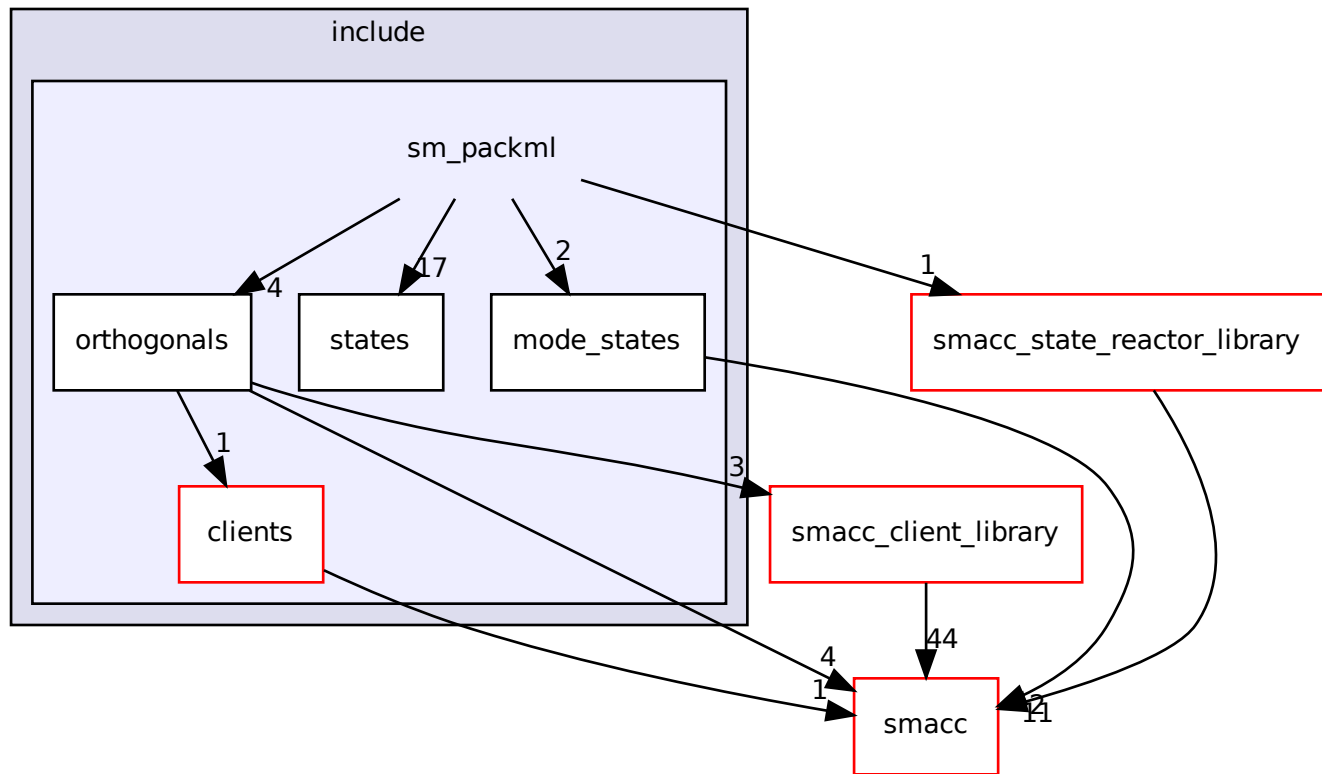 include
sm_packml
4
17
2
1
orthogonals
states
mode_states
smacc_state_reactor_library
1
3
clients
smacc_client_library
4
1
44
2
11
smacc